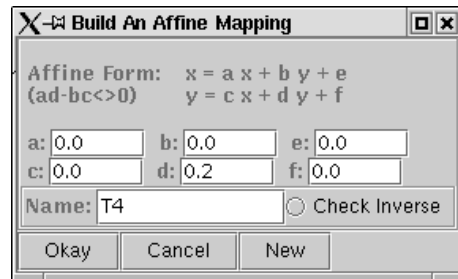 Build An Affine Mapping
Affine Form: x = a x + b y + e
(ad-bc<>0) y = c x + d y + f
a: 0.0 b: 0.0 e: 0.0
c: 0.0 d: 0.2 f: 0.0
Name: T4 Check Inverse
Okay Cancel New